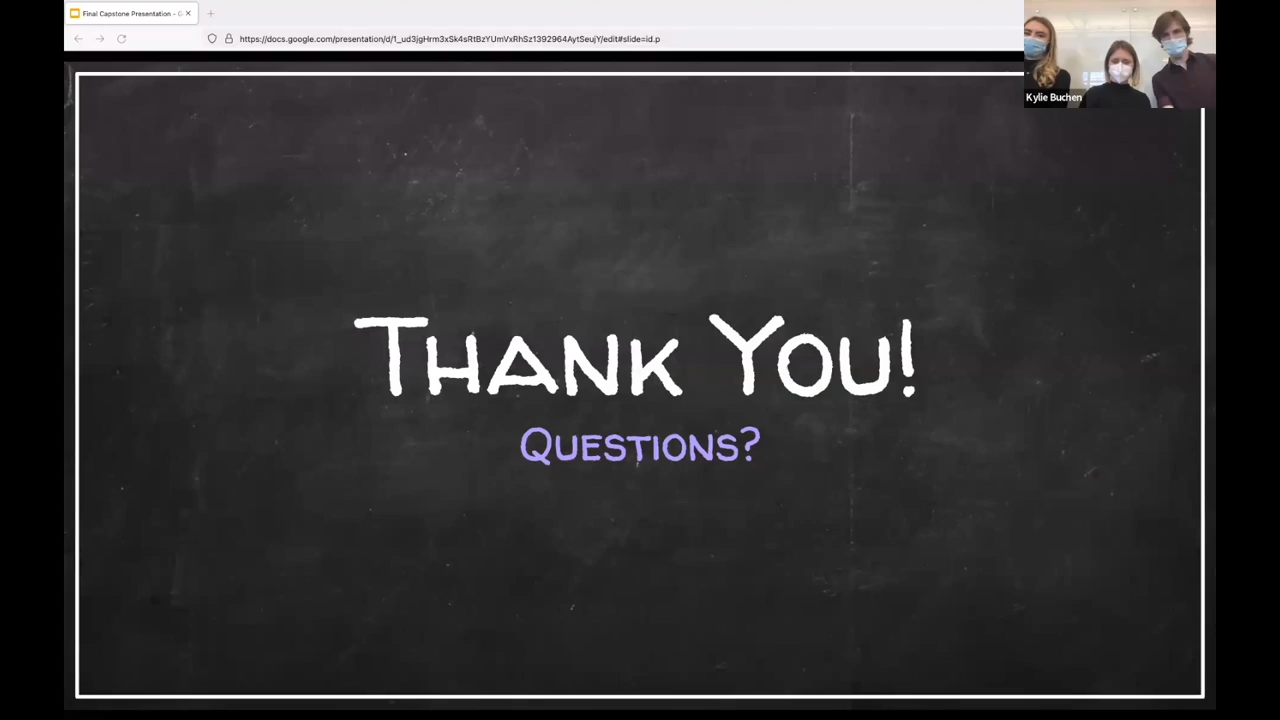 Final Capstone Presentation - G
https://docs.google.com/presentation/d/1_ud3jgHrm3xSk4sRtBzYUmVxRhSz1392964AytSeujY/edit#slide=id.p
Kylie Buchen
Thank You!
Questions?